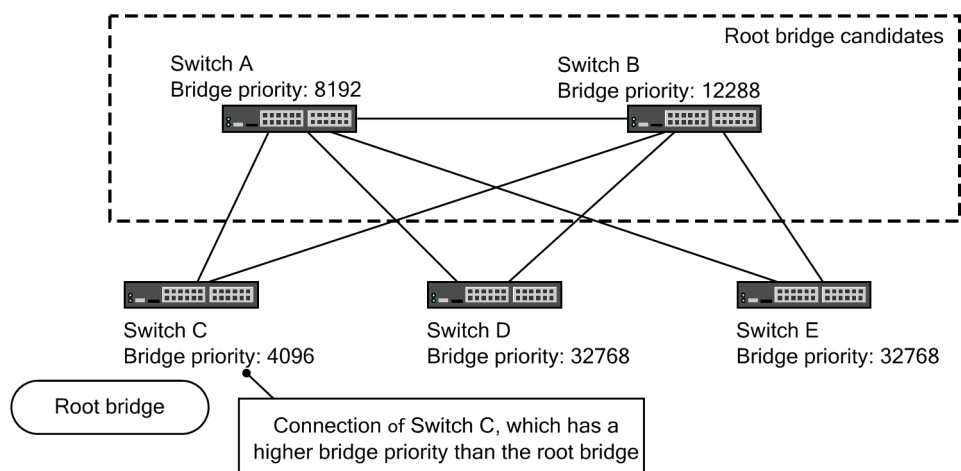 Root bridge candidates
Switch A
Bridge priority: 8192
Switch B
Bridge priority: 12288
Switch C
Bridge priority: 4096
Switch D
Bridge priority: 32768
Switch E
Bridge priority: 32768
Root bridge
Connection of Switch C, which has a
higher bridge priority than the root bridge